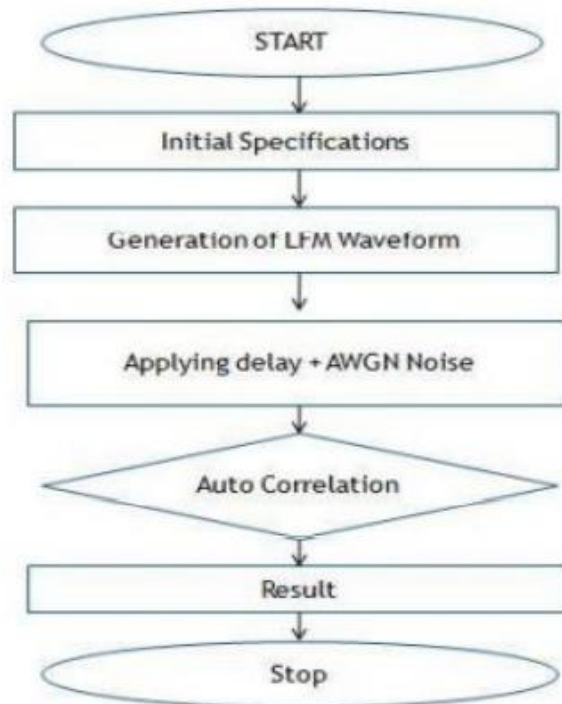 START
Initial Specifications
Generation of LFM Waveform
Applying delay + AWGN Noise
Auto Correlation
Result
Stop